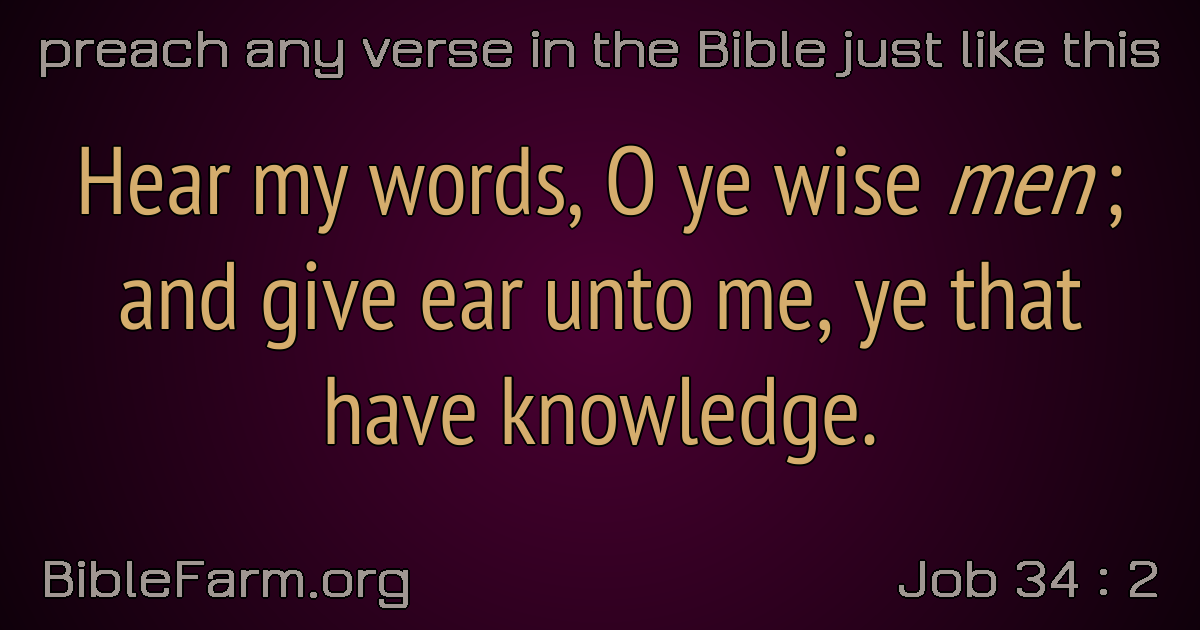 preach any verse in the Bible just like this
Hear my words, O ye wise men;
and give ear unto me, ye that
have knowledge.
BibleFarm.org
Job 34 : 2